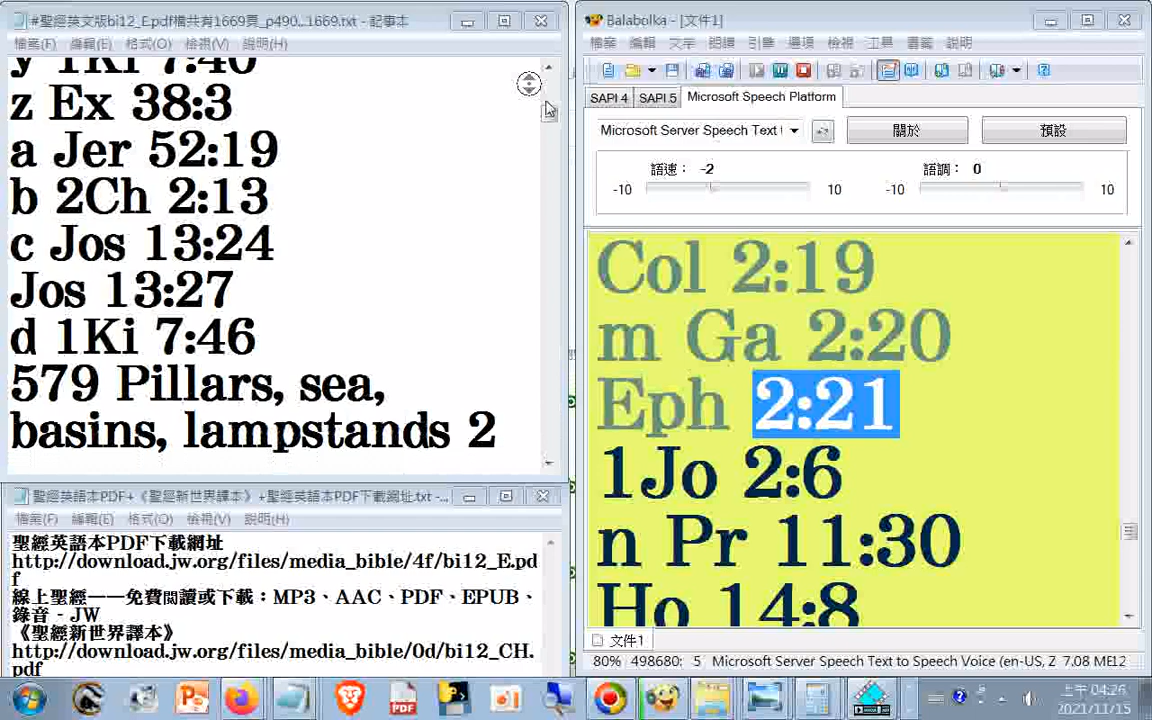 #聖經英文版bi12_Epdf檔共有1669頁_p490...1669.txt - 記事本
檔案(F) 編輯(E) 格式(O) 檢視(V) 說明(H)
y 1Ki 7:40
z Ex 38:3
a Jer 52:19
b 2Ch 2:13
c Jos 13:24
Jos 13:27
d 1Ki 7:46
579 Pillars, sea,
basins, lampstands 2
聖經英語本PDF+《聖經新世界譯本》+聖經英語本PDF下載網址.txt -...
檔案(F) 編輯(E) 格式(O) 檢視(V) 說明(H)
聖經英語本PDF下載網址
http://download.jw.org/files/media_bible/4f/bi12_E.pd
f
線上聖經——免費閱讀或下載：MP3、AAC、PDF、EPUB、
錄音 - JW
《聖經新世界譯本》
http://download.jw.org/files/media_bible/0d/bi12_CH.
pdf
Balabolka - [文件1]
檔案 編輯 文字 朗讀 引擎 選項 檢視 工具 書籤 說明
SAPI 4 SAPI 5 Microsoft Speech Platform
Microsoft Server Speech Text 關於 預設
語速： -2 語調： 0
-10 10 -10 10
Col 2:19
m Ga 2:20
Eph 2:21
1Jo 2:6
n Pr 11:30
Ho 14:8
文件1
80% 498680: 5 Microsoft Server Speech Text to Speech Voice (en-US, Z 7.08 ME12
上午 04:26
2021/11/15